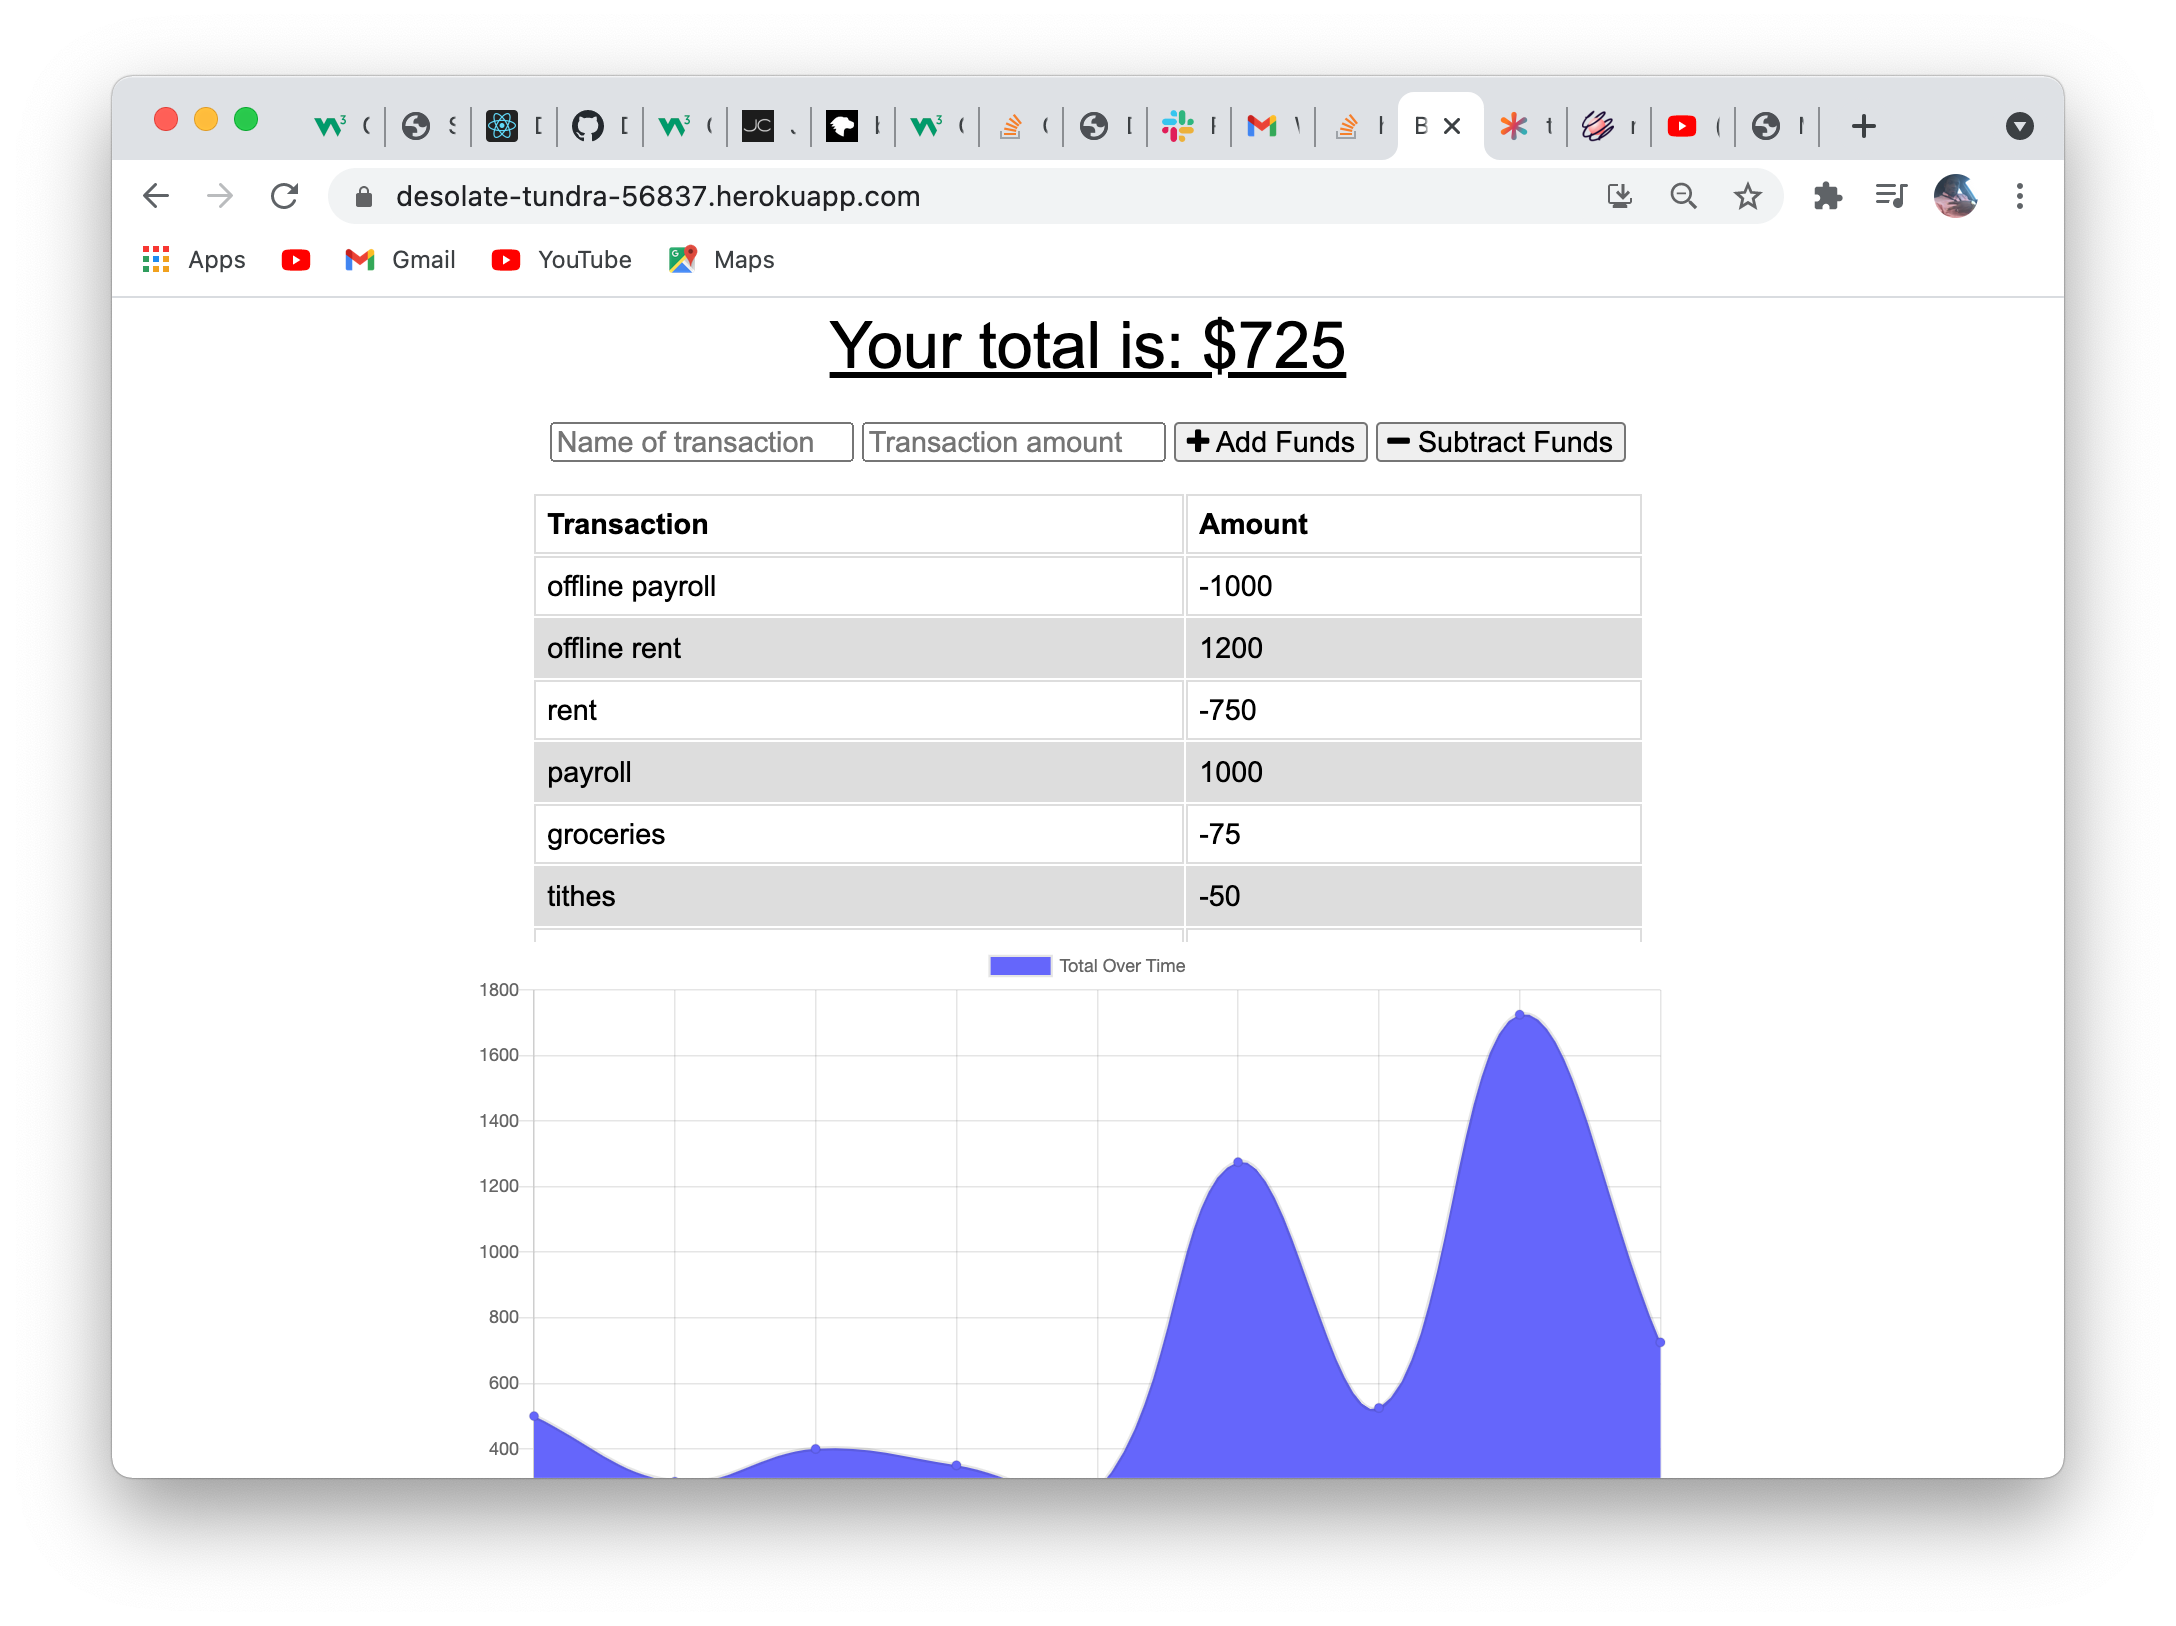 desolate-tundra-56837.herokuapp.com
Apps Gmail YouTube Maps
Your total is: $725
Name of transaction Transaction amount Add Funds Subtract Funds
Transaction Amount
offline payroll -1000
offline rent 1200
rent -750
payroll 1000
groceries -75
tithes -50
Total Over Time
1800
1600
1400
1200
1000
800
600
400